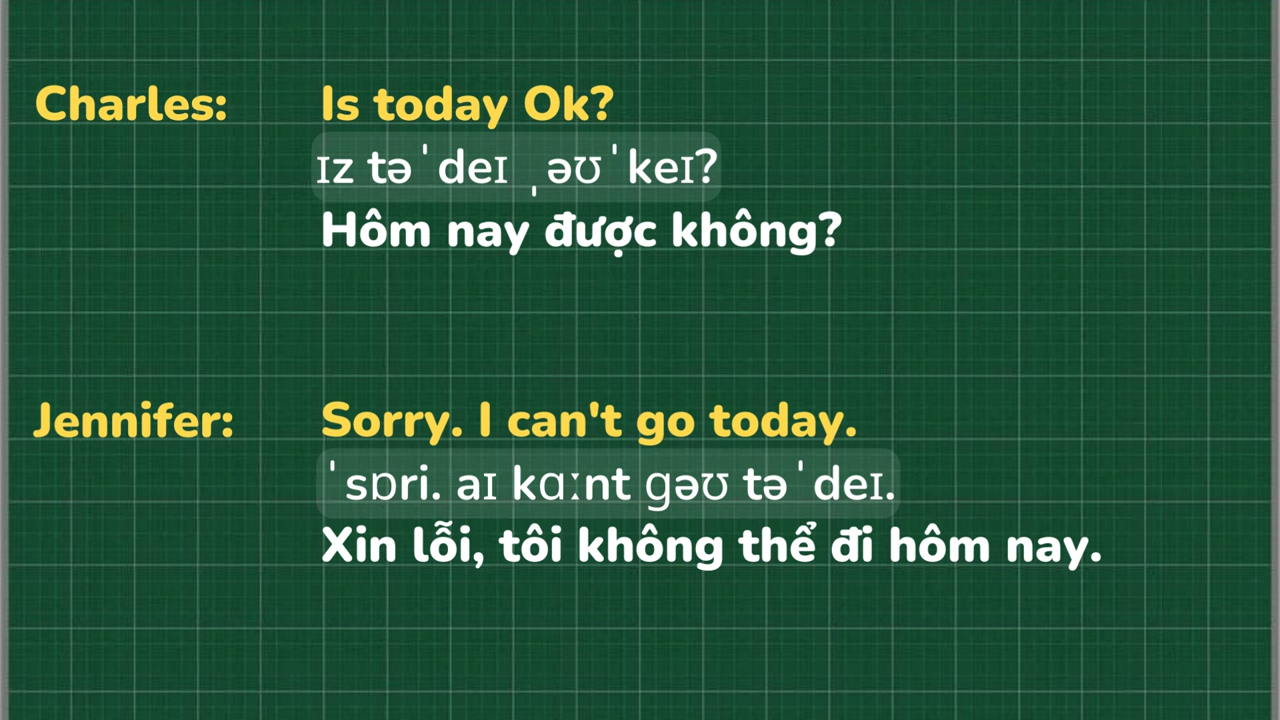 Charles: Is today Ok?
ɪz təˈdeɪ ˌəʊˈkeɪ?
Hôm nay được không?
Jennifer: Sorry. I can't go today.
ˈsɒri. aɪ kɑːnt ɡəʊ təˈdeɪ.
Xin lỗi, tôi không thể đi hôm nay.